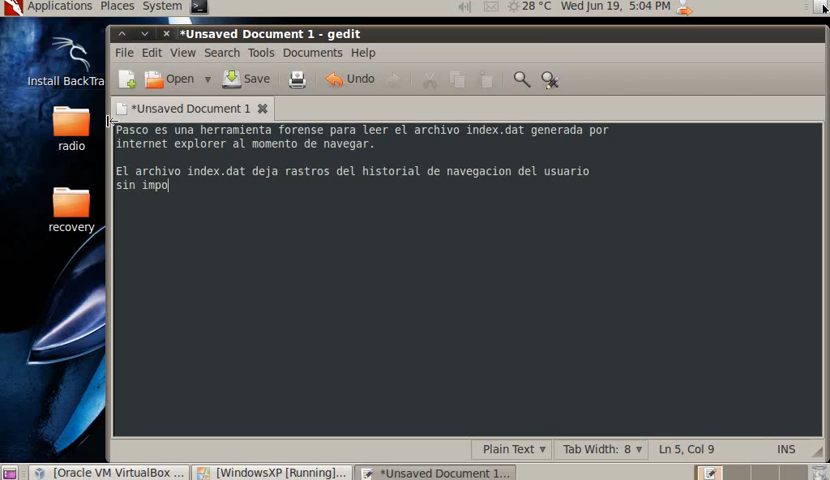 Applications Places System
28 °C Wed Jun 19, 5:04 PM
*Unsaved Document 1 - gedit
File Edit View Search Tools Documents Help
Open Save Undo
*Unsaved Document 1
Install BackTra
radio
recovery
Pasco es una herramienta forense para leer el archivo index.dat generada por
internet explorer al momento de navegar.
El archivo index.dat deja rastros del historial de navegacion del usuario
sin impo
Plain Text Tab Width: 8 Ln 5, Col 9 INS
[Oracle VM VirtualBox ... [WindowsXP [Running]... *Unsaved Document 1...